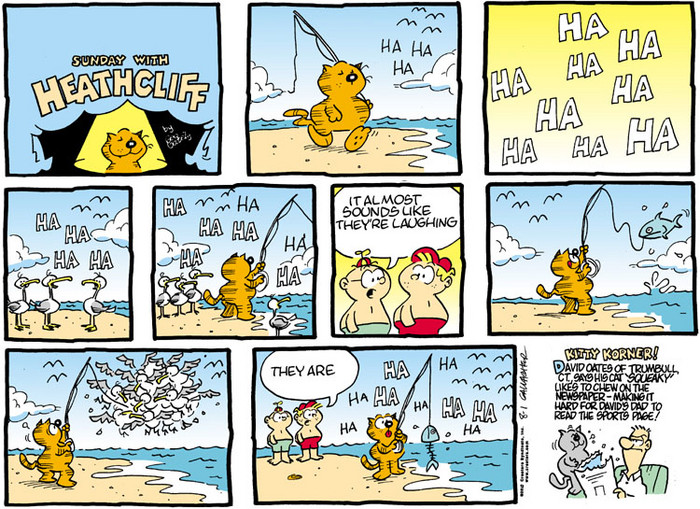 SUNDAY WITH
HEATHCLIFF
by
HA HA
HA
HA
HA
HA
HA
HA
HA
HA
HA
HA
HA
HA
HA HA
HA
HA
HA HA
HA
HA
HA
HA
IT ALMOST
SOUNDS LIKE
THEY'RE LAUGHING
THEY ARE
HA
HA
HA
HA
HA
HA HA
HA
HA
8-1 GALLAGHER
KITTY KORNER!
DAVID OATES OF TRUMBULL,
CT, SAYS HIS CAT "SQUEAKY"
LIKES TO CHEW ON THE
NEWSPAPER - MAKING IT
HARD FOR DAVID'S DAD TO
READ THE SPORTS PAGE!